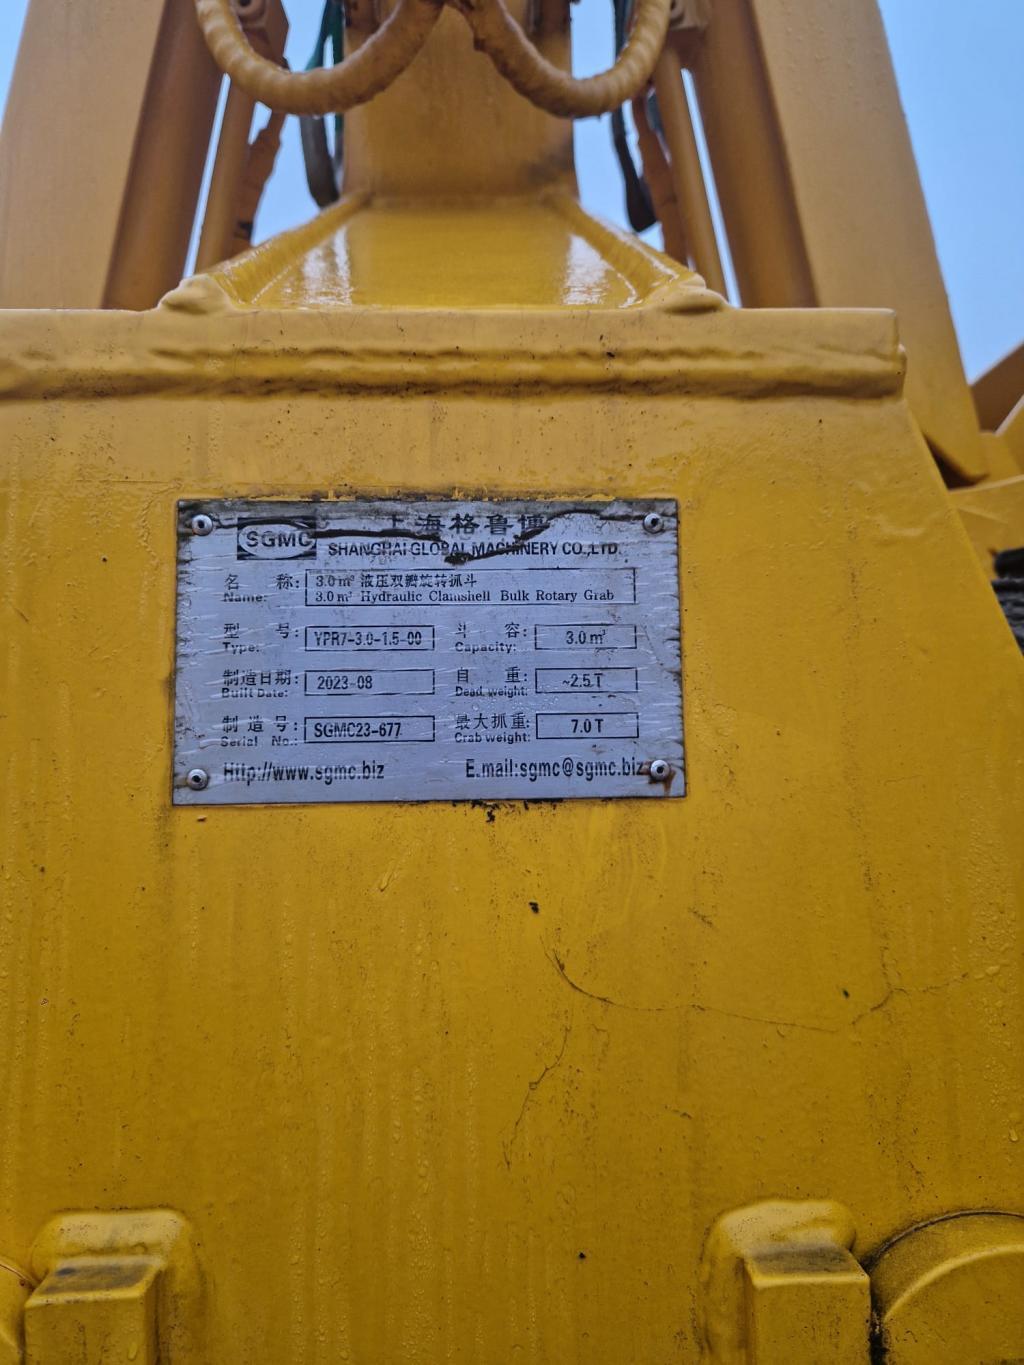 SGMC
上海格鲁博
SHANGHAI GLOBAL MACHINERY CO.,LTD.
名 称: 3.0m³ 液压双瓣旋转抓斗
Name: 3.0m³ Hydraulic Clamshell Bulk Rotary Grab
型 号: YPR7-3.0-1.5-00 斗 容: 3.0m³
Type: Capacity:
制造日期: 2023-08 自 重: ~2.5T
Built Date: Dead weight:
制 造 号: SGMC23-677 最大抓重: 7.0T
Serial No.: Crab weight:
Http://www.sgmc.biz E.mail:sgmc@sgmc.biz